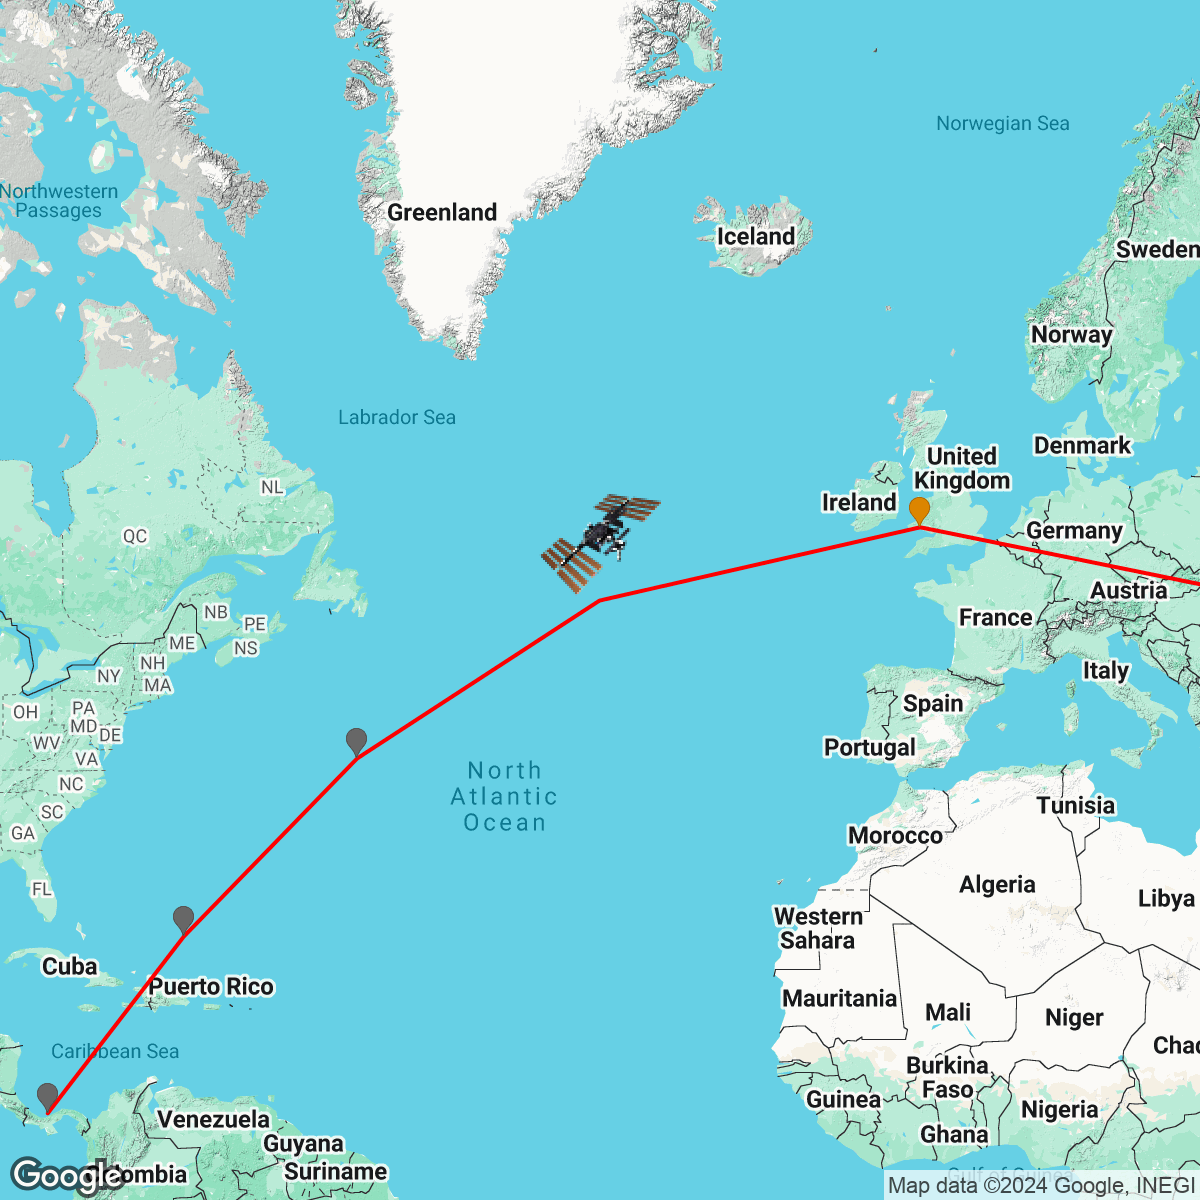 Norwegian Sea
Northwestern
Passages
Greenland
Iceland
Sweden
Norway
Labrador Sea
Denmark
United
Kingdom
Ireland
NL
QC
Germany
Austria
NB
PE
NS
ME
NH
MA
NY
France
Italy
PA
OH
MD
DE
WV
VA
NC
SC
GA
FL
Spain
Portugal
North
Atlantic
Ocean
Tunisia
Morocco
Algeria
Libya
Western
Sahara
Cuba
Puerto Rico
Mauritania
Mali
Niger
Chad
Caribbean Sea
Burkina
Faso
Guinea
Nigeria
Ghana
Venezuela
Guyana
Suriname
Colombia
Gulf of Guinea
Google
Map data ©2024 Google, INEGI